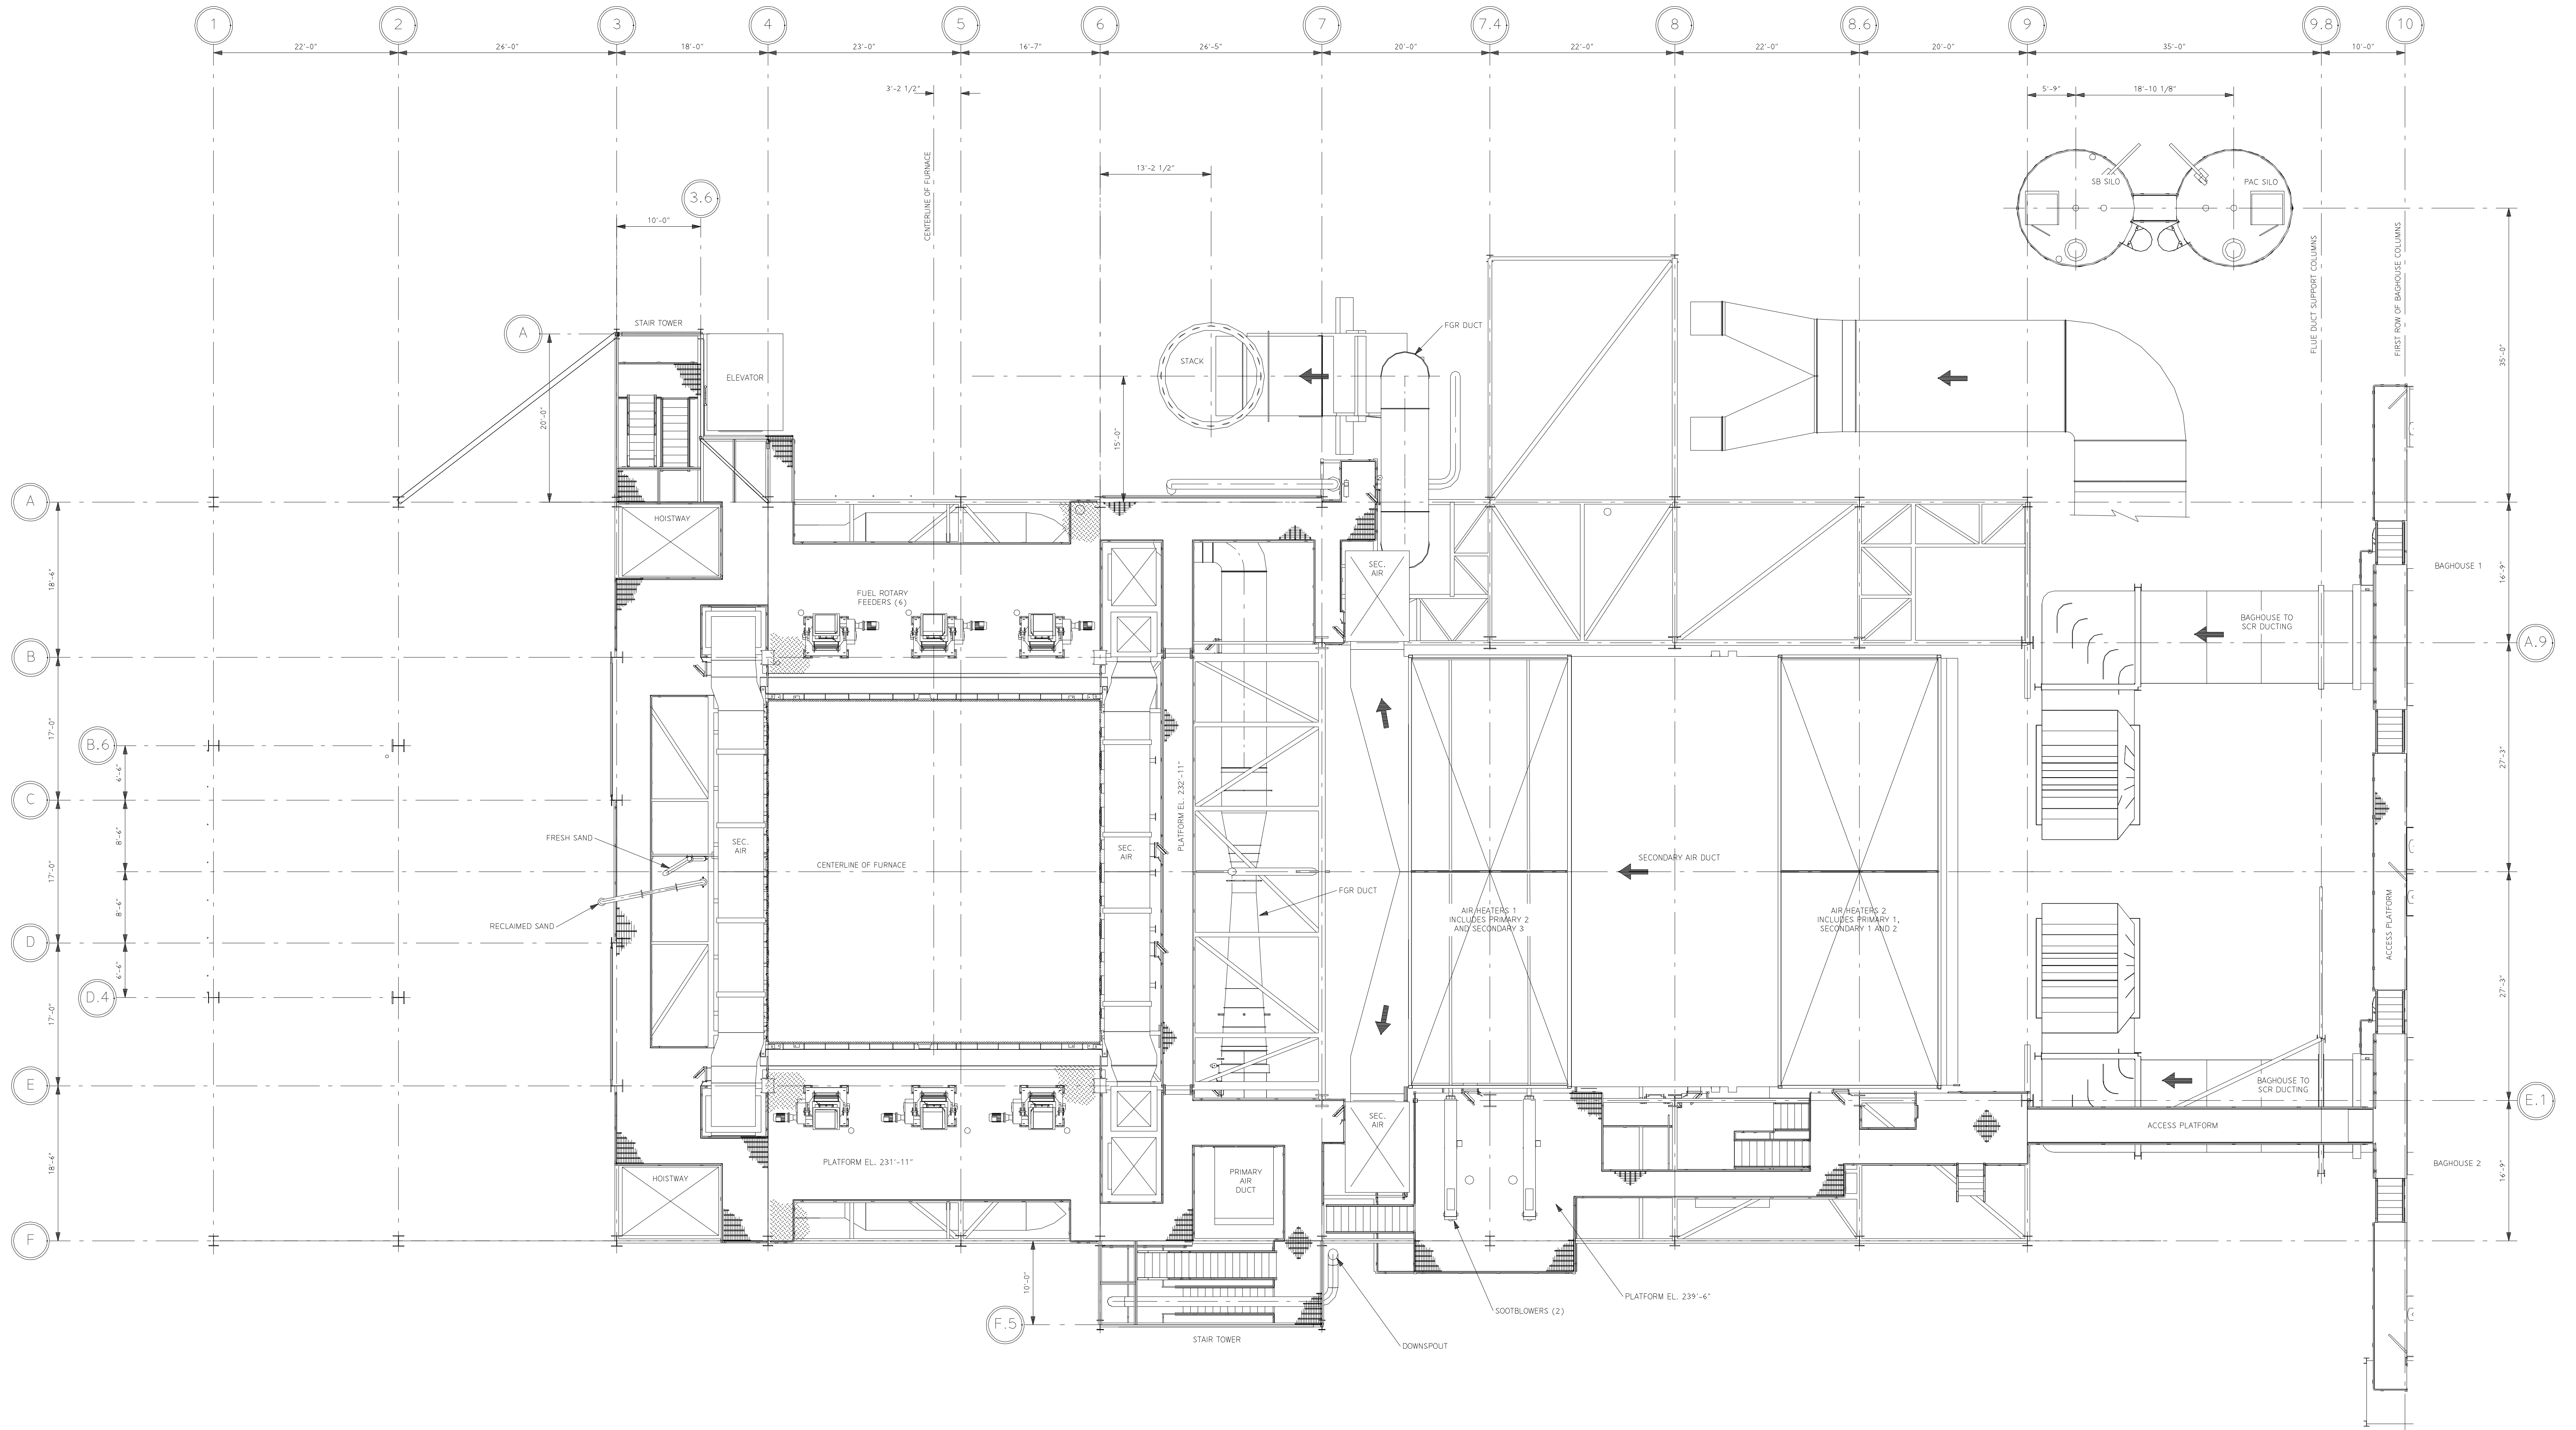 1
2
3
4
5
6
7
7.4
8
8.6
9
9.8
10
22'-0"
26'-0"
18'-0"
23'-0"
16'-7"
26'-5"
20'-0"
22'-0"
22'-0"
20'-0"
35'-0"
10'-0"
3'-2 1/2"
5'-9"
18'-10 1/8"
CENTERLINE OF FURNACE
13'-2 1/2"
3.6
10'-0"
SB SILO
PAC SILO
FLUE DUCT SUPPORT COLUMNS
FIRST ROW OF BAGHOUSE COLUMNS
35'-0"
A
STAIR TOWER
ELEVATOR
20'-0"
STACK
FGR DUCT
15'-0"
A
HOISTWAY
18'-6"
SEC.
AIR
FUEL ROTARY
FEEDERS (6)
BAGHOUSE 1
16'-9"
BAGHOUSE TO
SCR DUCTING
B
A.9
17'-0"
B.6
6'-6"
C
PLATFORM EL. 232'-11"
27'-3"
8'-6"
FRESH SAND
SEC.
AIR
CENTERLINE OF FURNACE
SEC.
AIR
SECONDARY AIR DUCT
17'-0"
8'-6"
RECLAIMED SAND
FGR DUCT
AIR HEATERS 1
INCLUDES PRIMARY 2
AND SECONDARY 3
AIR HEATERS 2
INCLUDES PRIMARY 1,
SECONDARY 1 AND 2
ACCESS PLATFORM
D
6'-6"
D.4
17'-0"
27'-3"
E
BAGHOUSE TO
SCR DUCTING
E.1
SEC.
AIR
ACCESS PLATFORM
18'-6"
PLATFORM EL. 231'-11"
HOISTWAY
PRIMARY
AIR
DUCT
BAGHOUSE 2
16'-9"
F
10'-0"
PLATFORM EL. 239'-6"
SOOTBLOWERS (2)
F.5
STAIR TOWER
DOWNSPOUT